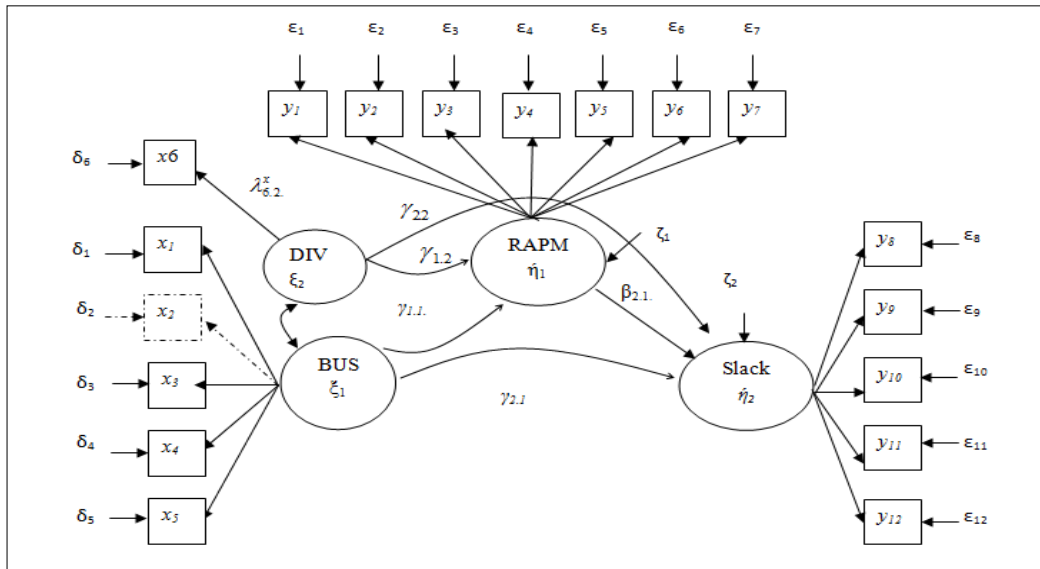 ε₁ ε₂ ε₃ ε₄ ε₅ ε₆ ε₇
y₁ y₂ y₃ y₄ y₅ y₆ y₇
δ₆ x6
λˣ₆.₂.
γ₂₂
δ₁ x₁
DIV
ξ₂
γ₁.₂
RAPM
ή₁
ζ₁
y₈ ε₈
δ₂ x₂
γ₁.₁.
β₂.₁.
ζ₂
y₉ ε₉
δ₃ x₃
BUS
ξ₁
γ₂.₁
Slack
ή₂
y₁₀ ε₁₀
δ₄ x₄
y₁₁ ε₁₁
δ₅ x₅
y₁₂ ε₁₂